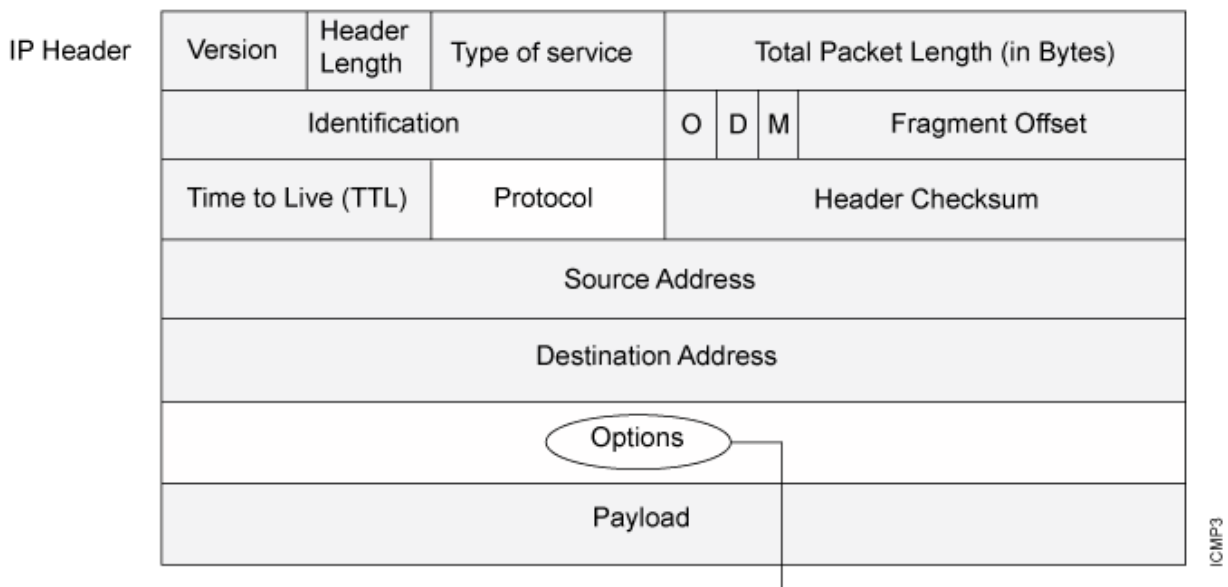 IP Header
Version
Header
Length
Type of service
Total Packet Length (in Bytes)
Identification
O
D
M
Fragment Offset
Time to Live (TTL)
Protocol
Header Checksum
Source Address
Destination Address
Options
Payload
ICMP3